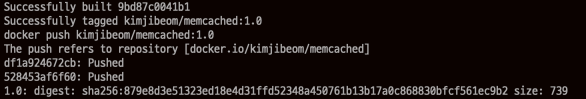 Successfully built 9bd87c0041b1
Successfully tagged kimjibeom/memcached:1.0
docker push kimjibeom/memcached:1.0
The push refers to repository [docker.io/kimjibeom/memcached]
df1a924672cb: Pushed
528453af6f60: Pushed
1.0: digest: sha256:879e8d3e51323ed18e4d31ffd52348a450761b13b17a0c868830bfcf561ec9b2 size: 739